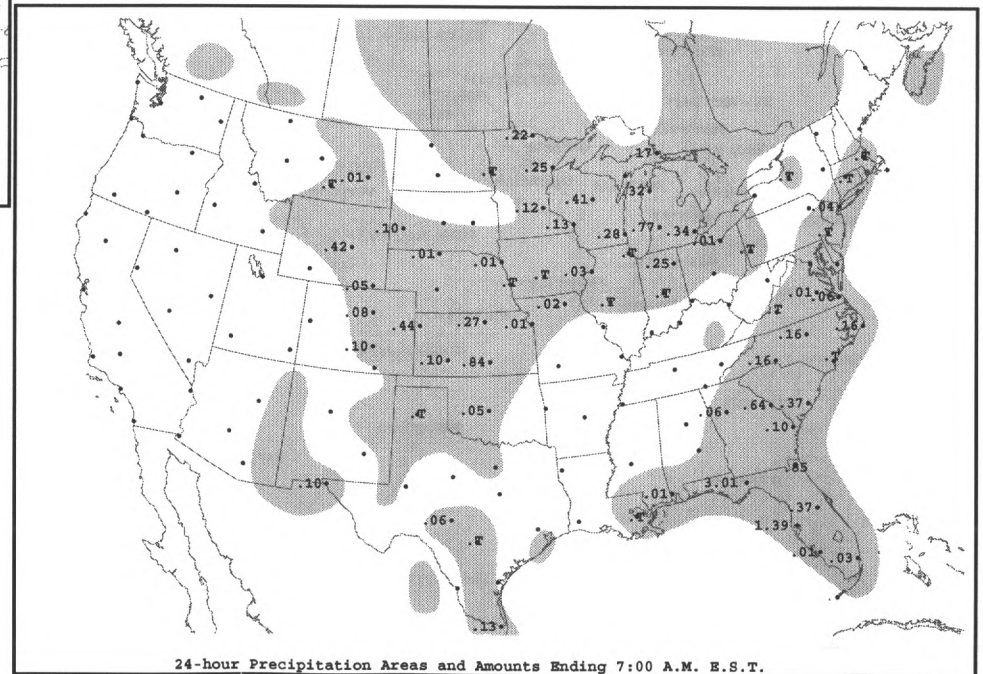 .22
.17
.25
T
T
.01
T
.32
T
T
.12
.41
.04
.10
.13
.28
.77
.34
.01
T
.42
.01
.01
T
.25
T
.05
T
T
.03
T
T
.01
.06
.08
.02
T
.44
.27
.01
.16
.16
.10
.10
.84
.16
T
T
.05
.06
.64
.37
.10
.85
.10
3.01
.01
.37
.06
T
1.39
T
.01
.03
.13
24-hour Precipitation Areas and Amounts Ending 7:00 A.M. E.S.T.